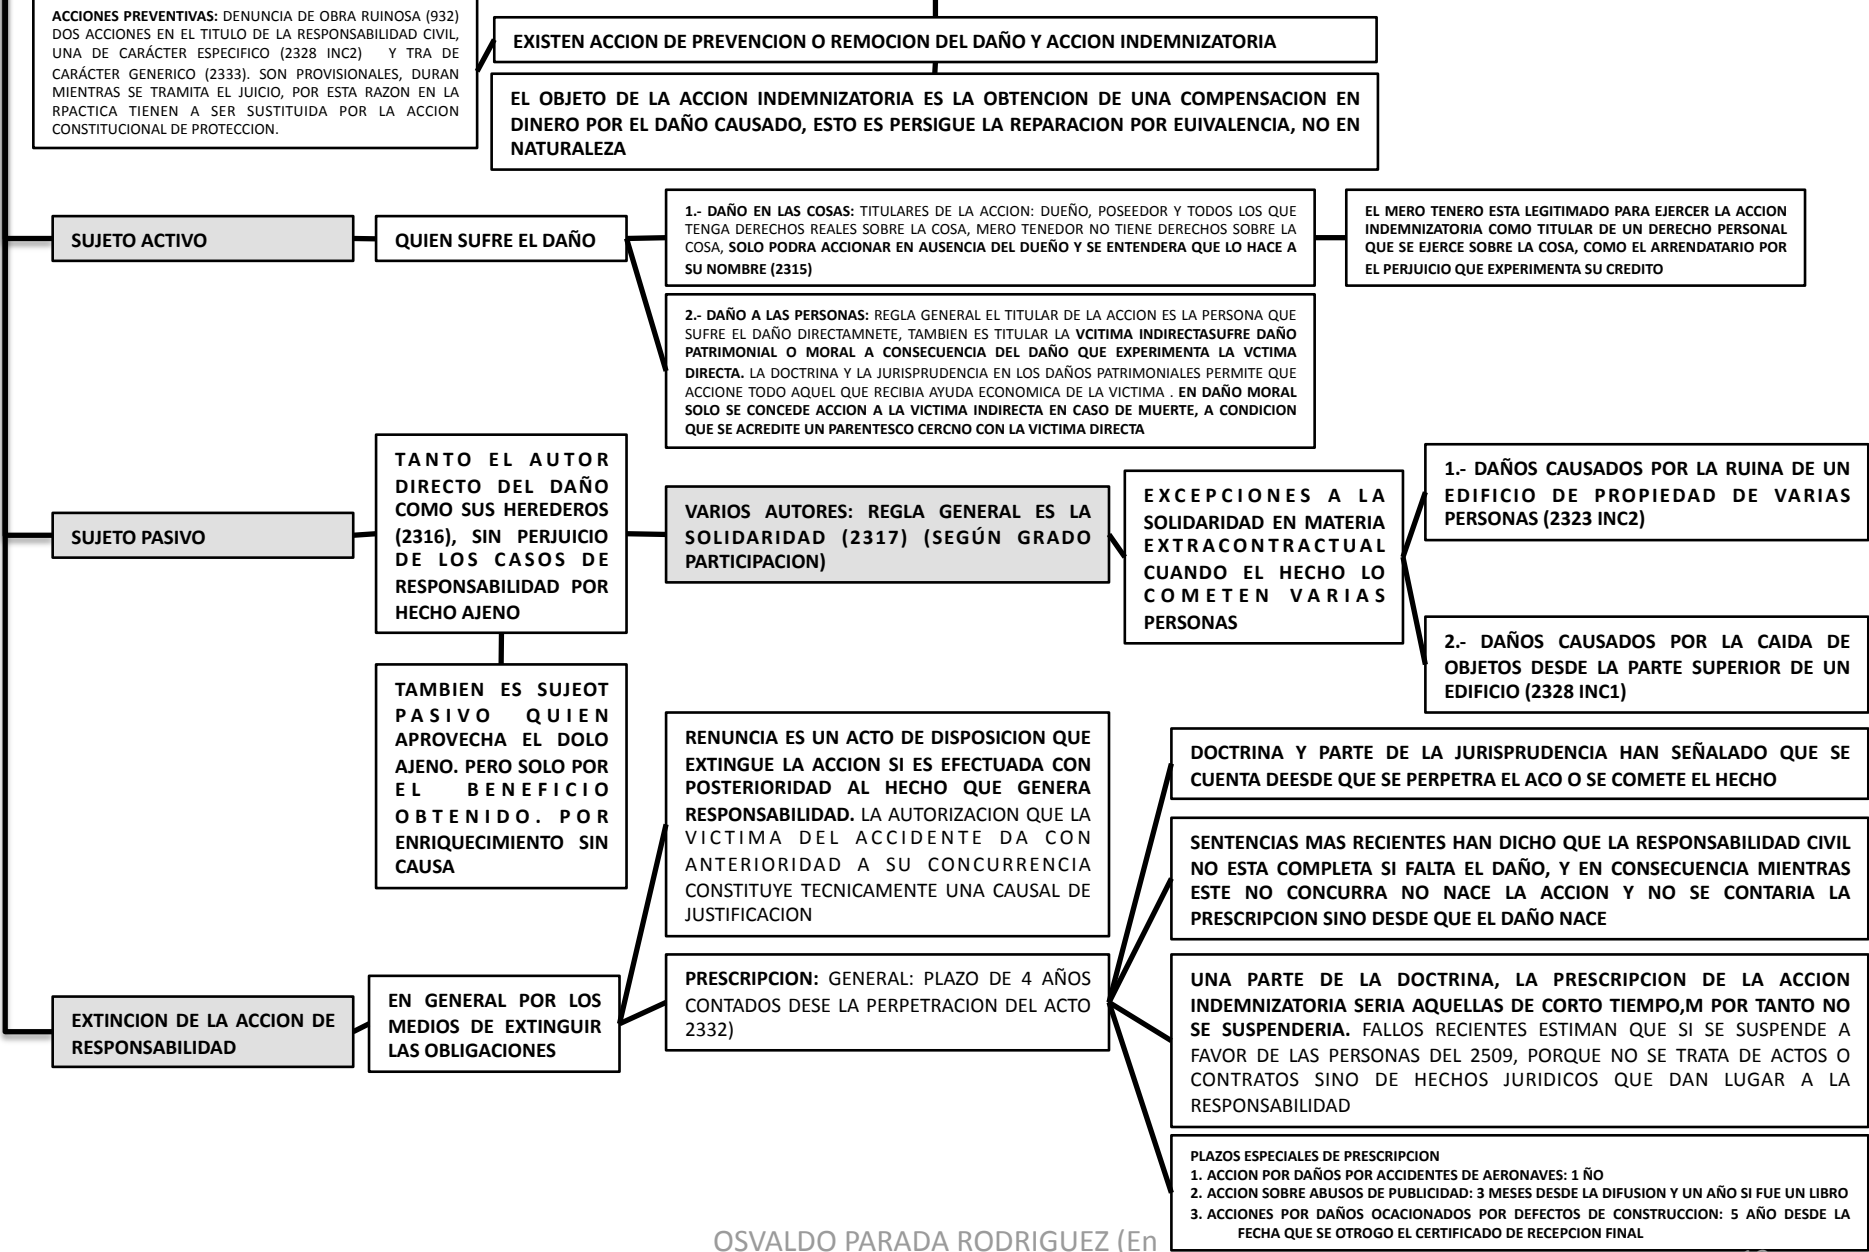 ACCIONES PREVENTIVAS: DENUNCIA DE OBRA RUINOSA (932)
DOS ACCIONES EN EL TITULO DE LA RESPONSABILIDAD CIVIL,
UNA DE CARÁCTER ESPECIFICO (2328 INC2) Y TRA DE
CARÁCTER GENERICO (2333). SON PROVISIONALES, DURAN
MIENTRAS SE TRAMITA EL JUICIO, POR ESTA RAZON EN LA
RPACTICA TIENEN A SER SUSTITUIDA POR LA ACCION
CONSTITUCIONAL DE PROTECCION.
EXISTEN ACCION DE PREVENCION O REMOCION DEL DAÑO Y ACCION INDEMNIZATORIA
EL OBJETO DE LA ACCION INDEMNIZATORIA ES LA OBTENCION DE UNA COMPENSACION EN
DINERO POR EL DAÑO CAUSADO, ESTO ES PERSIGUE LA REPARACION POR EUIVALENCIA, NO EN
NATURALEZA
SUJETO ACTIVO
QUIEN SUFRE EL DAÑO
1.- DAÑO EN LAS COSAS: TITULARES DE LA ACCION: DUEÑO, POSEEDOR Y TODOS LOS QUE
TENGA DERECHOS REALES SOBRE LA COSA, MERO TENEDOR NO TIENE DERECHOS SOBRE LA
COSA, SOLO PODRA ACCIONAR EN AUSENCIA DEL DUEÑO Y SE ENTENDERA QUE LO HACE A
SU NOMBRE (2315)
EL MERO TENERO ESTA LEGITIMADO PARA EJERCER LA ACCION
INDEMNIZATORIA COMO TITULAR DE UN DERECHO PERSONAL
QUE SE EJERCE SOBRE LA COSA, COMO EL ARRENDATARIO POR
EL PERJUICIO QUE EXPERIMENTA SU CREDITO
2.- DAÑO A LAS PERSONAS: REGLA GENERAL EL TITULAR DE LA ACCION ES LA PERSONA QUE
SUFRE EL DAÑO DIRECTAMNETE, TAMBIEN ES TITULAR LA VCITIMA INDIRECTASUFRE DAÑO
PATRIMONIAL O MORAL A CONSECUENCIA DEL DAÑO QUE EXPERIMENTA LA VCTIMA
DIRECTA. LA DOCTRINA Y LA JURISPRUDENCIA EN LOS DAÑOS PATRIMONIALES PERMITE QUE
ACCIONE TODO AQUEL QUE RECIBIA AYUDA ECONOMICA DE LA VICTIMA . EN DAÑO MORAL
SOLO SE CONCEDE ACCION A LA VICTIMA INDIRECTA EN CASO DE MUERTE, A CONDICION
QUE SE ACREDITE UN PARENTESCO CERCNO CON LA VICTIMA DIRECTA
SUJETO PASIVO
TANTO EL AUTOR
DIRECTO DEL DAÑO
COMO SUS HEREDEROS
(2316), SIN PERJUICIO
DE LOS CASOS DE
RESPONSABILIDAD POR
HECHO AJENO
VARIOS AUTORES: REGLA GENERAL ES LA
SOLIDARIDAD (2317) (SEGÚN GRADO
PARTICIPACION)
EXCEPCIONES A LA
SOLIDARIDAD EN MATERIA
EXTRACONTRACTUAL
CUANDO EL HECHO LO
COMETEN VARIAS
PERSONAS
1.- DAÑOS CAUSADOS POR LA RUINA DE UN
EDIFICIO DE PROPIEDAD DE VARIAS
PERSONAS (2323 INC2)
2.- DAÑOS CAUSADOS POR LA CAIDA DE
OBJETOS DESDE LA PARTE SUPERIOR DE UN
EDIFICIO (2328 INC1)
TAMBIEN ES SUJEOT
PASIVO QUIEN
APROVECHA EL DOLO
AJENO. PERO SOLO POR
EL BENEFICIO
OBTENIDO. POR
ENRIQUECIMIENTO SIN
CAUSA
EXTINCION DE LA ACCION DE
RESPONSABILIDAD
EN GENERAL POR LOS
MEDIOS DE EXTINGUIR
LAS OBLIGACIONES
RENUNCIA ES UN ACTO DE DISPOSICION QUE
EXTINGUE LA ACCION SI ES EFECTUADA CON
POSTERIORIDAD AL HECHO QUE GENERA
RESPONSABILIDAD. LA AUTORIZACION QUE LA
VICTIMA DEL ACCIDENTE DA CON
ANTERIORIDAD A SU CONCURRENCIA
CONSTITUYE TECNICAMENTE UNA CAUSAL DE
JUSTIFICACION
PRESCRIPCION: GENERAL: PLAZO DE 4 AÑOS
CONTADOS DESE LA PERPETRACION DEL ACTO
2332)
DOCTRINA Y PARTE DE LA JURISPRUDENCIA HAN SEÑALADO QUE SE
CUENTA DEESDE QUE SE PERPETRA EL ACO O SE COMETE EL HECHO
SENTENCIAS MAS RECIENTES HAN DICHO QUE LA RESPONSABILIDAD CIVIL
NO ESTA COMPLETA SI FALTA EL DAÑO, Y EN CONSECUENCIA MIENTRAS
ESTE NO CONCURRA NO NACE LA ACCION Y NO SE CONTARIA LA
PRESCRIPCION SINO DESDE QUE EL DAÑO NACE
UNA PARTE DE LA DOCTRINA, LA PRESCRIPCION DE LA ACCION
INDEMNIZATORIA SERIA AQUELLAS DE CORTO TIEMPO,M POR TANTO NO
SE SUSPENDERIA. FALLOS RECIENTES ESTIMAN QUE SI SE SUSPENDE A
FAVOR DE LAS PERSONAS DEL 2509, PORQUE NO SE TRATA DE ACTOS O
CONTRATOS SINO DE HECHOS JURIDICOS QUE DAN LUGAR A LA
RESPONSABILIDAD
PLAZOS ESPECIALES DE PRESCRIPCION
1. ACCION POR DAÑOS POR ACCIDENTES DE AERONAVES: 1 ÑO
2. ACCION SOBRE ABUSOS DE PUBLICIDAD: 3 MESES DESDE LA DIFUSION Y UN AÑO SI FUE UN LIBRO
3. ACCIONES POR DAÑOS OCACIONADOS POR DEFECTOS DE CONSTRUCCION: 5 AÑO DESDE LA
FECHA QUE SE OTROGO EL CERTIFICADO DE RECEPCION FINAL
OSVALDO PARADA RODRIGUEZ (En